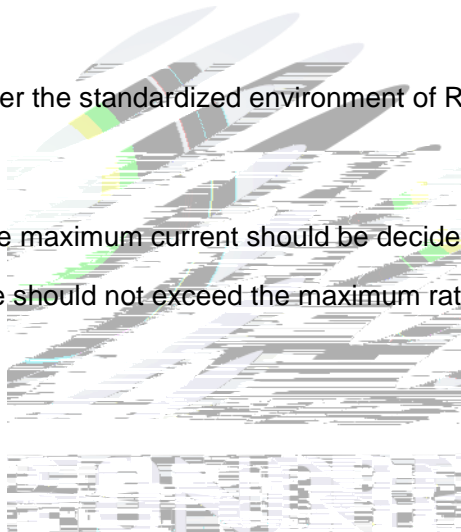 er the standardized environment of R
e maximum current should be decide
e should not exceed the maximum rat